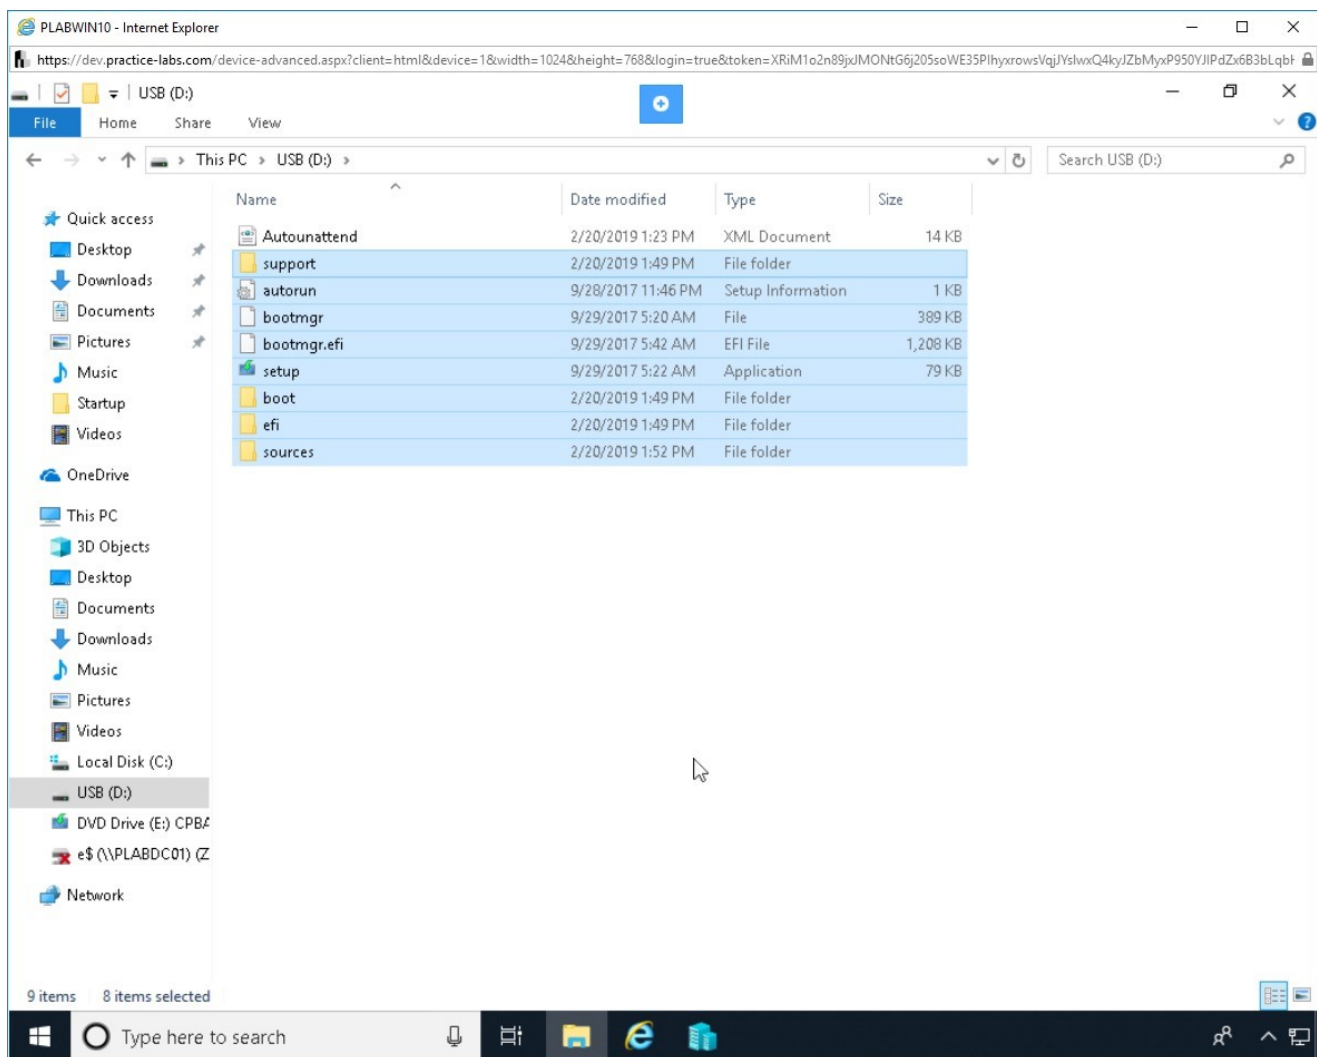 PLABWIN10 - Internet Explorer
https://dev.practice-labs.com/device-advanced.aspx?client=html&device=1&width=1024&height=768&login=true&token=
USB (D:)
File Home Share View
This PC > USB (D:) > Search USB (D:)
Name Date modified Type Size
Quick access
Autounattend 2/20/2019 1:23 PM XML Document 14 KB
Desktop
support 2/20/2019 1:49 PM File folder
Downloads
autorun 9/28/2017 11:46 PM Setup Information 1 KB
Documents
bootmgr 9/29/2017 5:20 AM File 389 KB
Pictures
bootmgr.efi 9/29/2017 5:42 AM EFI File 1,208 KB
Music
setup 9/29/2017 5:22 AM Application 79 KB
Startup
boot 2/20/2019 1:49 PM File folder
Videos
efi 2/20/2019 1:49 PM File folder
sources 2/20/2019 1:52 PM File folder
OneDrive
This PC
3D Objects
Desktop
Documents
Downloads
Music
Pictures
Videos
Local Disk (C:)
USB (D:)
DVD Drive (E:) CPBA
e$ (\\PLABDC01) (Z
Network
9 items 8 items selected
Type here to search